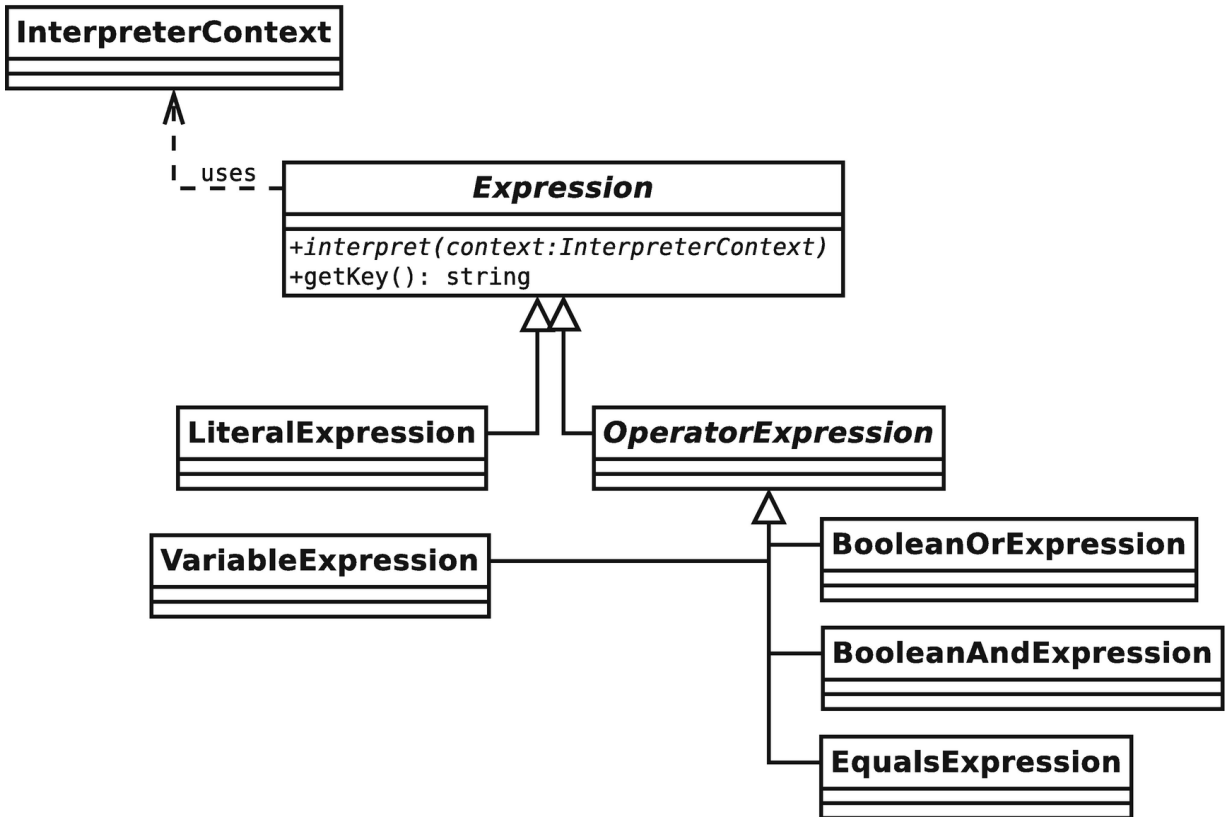 InterpreterContext
uses
Expression
+interpret(context:InterpreterContext)
+getKey(): string
LiteralExpression
OperatorExpression
VariableExpression
BooleanOrExpression
BooleanAndExpression
EqualsExpression